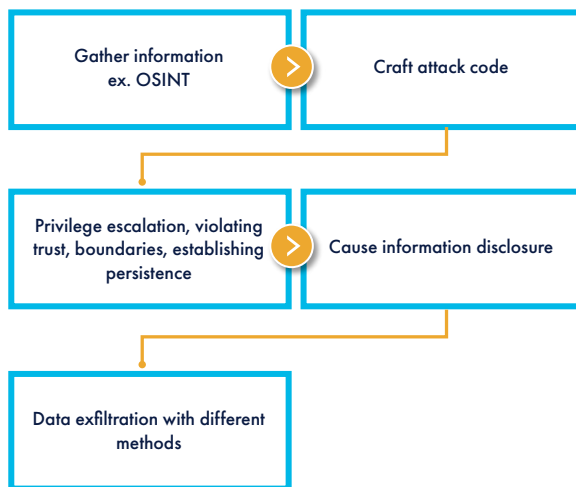 Gather information
ex. OSINT
Craft attack code
Privilege escalation, violating
trust, boundaries, establishing
persistence
Cause information disclosure
Data exfiltration with different
methods